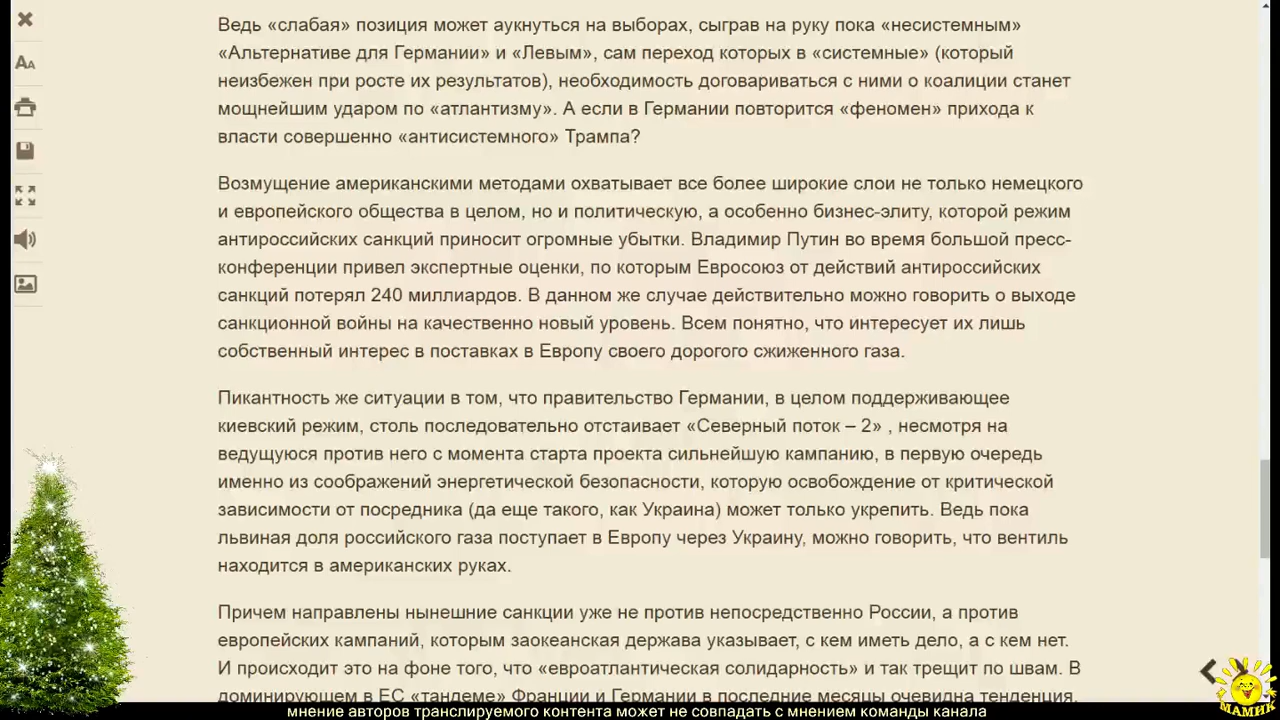 Ведь «слабая» позиция может аукнуться на выборах, сыграв на руку пока «несистемным»
«Альтернативе для Германии» и «Левым», сам переход которых в «системные» (который
неизбежен при росте их результатов), необходимость договариваться с ними о коалиции станет
мощнейшим ударом по «атлантизму». А если в Германии повторится «феномен» прихода к
власти совершенно «антисистемного» Трампа?
Возмущение американскими методами охватывает все более широкие слои не только немецкого
и европейского общества в целом, но и политическую, а особенно бизнес-элиту, которой режим
антироссийских санкций приносит огромные убытки. Владимир Путин во время большой пресс-
конференции привел экспертные оценки, по которым Евросоюз от действий антироссийских
санкций потерял 240 миллиардов. В данном же случае действительно можно говорить о выходе
санкционной войны на качественно новый уровень. Всем понятно, что интересует их лишь
собственный интерес в поставках в Европу своего дорогого сжиженного газа.
Пикантность же ситуации в том, что правительство Германии, в целом поддерживающее
киевский режим, столь последовательно отстаивает «Северный поток – 2» , несмотря на
ведущуюся против него с момента старта проекта сильнейшую кампанию, в первую очередь
именно из соображений энергетической безопасности, которую освобождение от критической
зависимости от посредника (да еще такого, как Украина) может только укрепить. Ведь пока
львиная доля российского газа поступает в Европу через Украину, можно говорить, что вентиль
находится в американских руках.
Причем направлены нынешние санкции уже не против непосредственно России, а против
европейских кампаний, которым заокеанская держава указывает, с кем иметь дело, а с кем нет.
И происходит это на фоне того, что «евроатлантическая солидарность» и так трещит по швам. В
доминирующем в ЕС «тандеме» Франции и Германии в последние месяцы очевидна тенденция,
МАМИК
мнение авторов транслируемого контента может не совпадать с мнением команды канала